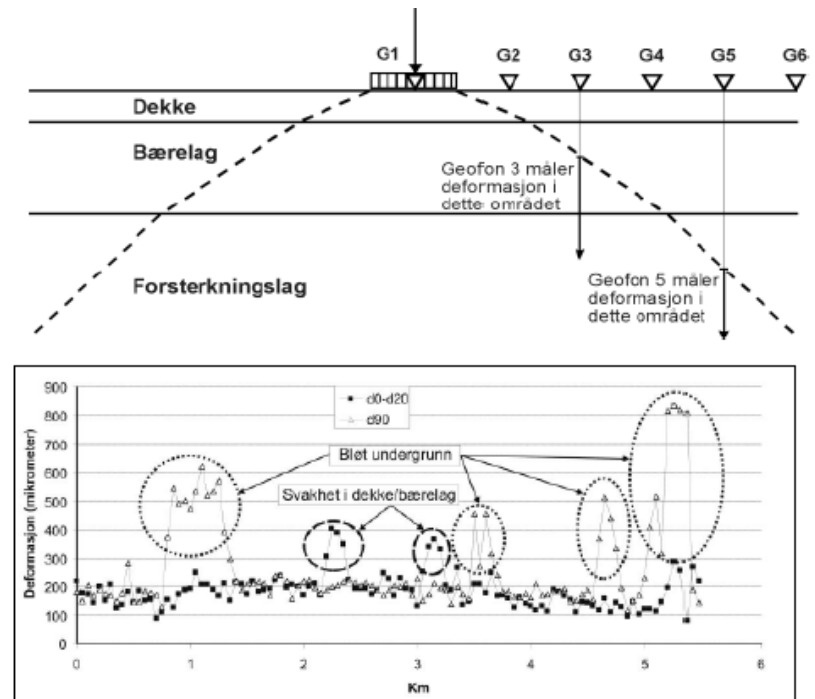 G1 G2 G3 G4 G5 G6
Dekke
Bærelag
Geofon 3 måler
deformasjon i
dette området
Forsterkningslag
Geofon 5 måler
deformasjon i
dette området
900
800
700
600
500
400
300
200
100
0
Deformasjon (mikrometer)
d0-d20
d90
Bløt undergrunn
Svakhet i dekke/bærelag
0 1 2 3 4 5 6
Km